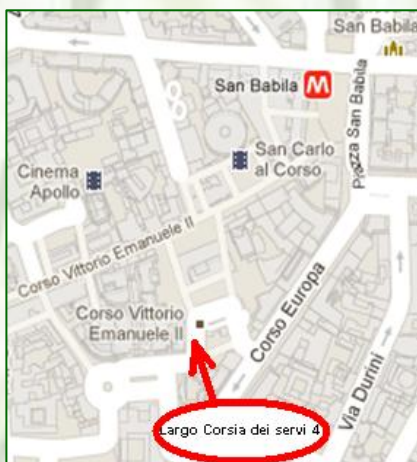 San Babila
San Babila
M
Piazza San Babila
San Carlo
al Corso
Cinema
Apollo
Corso Vittorio Emanuele II
Corso Vittorio
Emanuele II
Corso Europa
Via Durini
Largo Corsia dei servi 4